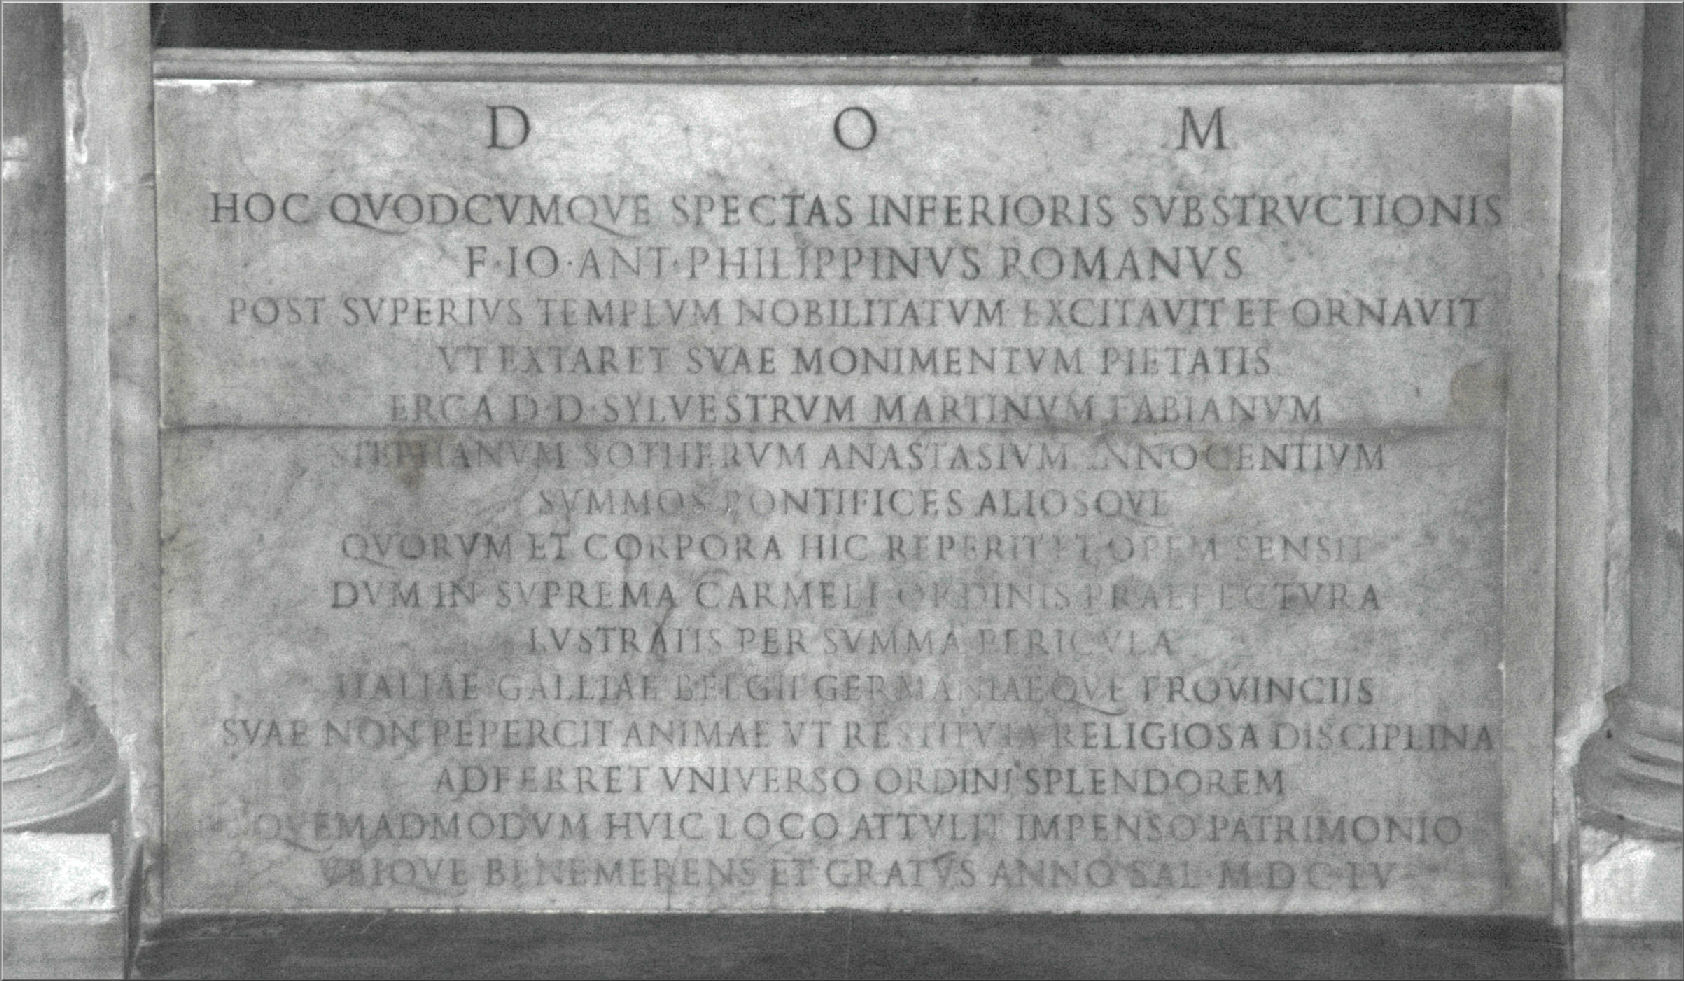 D O M
HOC QVODCVMQVE SPECTAS INFERIORIS SVBSTRVCTIONIS
F·IO·ANT·PHILIPPINVS ROMANVS
POST SVPERIVS TEMPLVM NOBILITATVM EXCITAVIT ET ORNAVIT
VT EXTARET SVAE MONIMENTVM PIETATIS
ERGA D·D·SYLVESTRVM MARTINVM FABIANVM
STEPHANVM SOTHERVM ANASTASIVM INNOCENTIVM
SVMMOS PONTIFICES ALIOSQVE
QVORVM ET CORPORA HIC REPERIT ET OPEM SENSIT
DVM IN SVPREMA CARMELI ORDINIS PRAEFECTVRA
LVSTRATIS PER SVMMA PERICVLA
ITALIAE GALLIAE BELGII GERMANIAEQVE PROVINCIIS
SVAE NON PEPERCIT ANIMAE VT RESTITVTA RELIGIOSA DISCIPLINA
ADFERRET VNIVERSO ORDINI SPLENDOREM
QVEMADMODVM HVIC LOCO ATTVLIT IMPENSO PATRIMONIO
VBIQVE BENEMERENS ET GRATVS ANNO SAL·M·D·C·IV